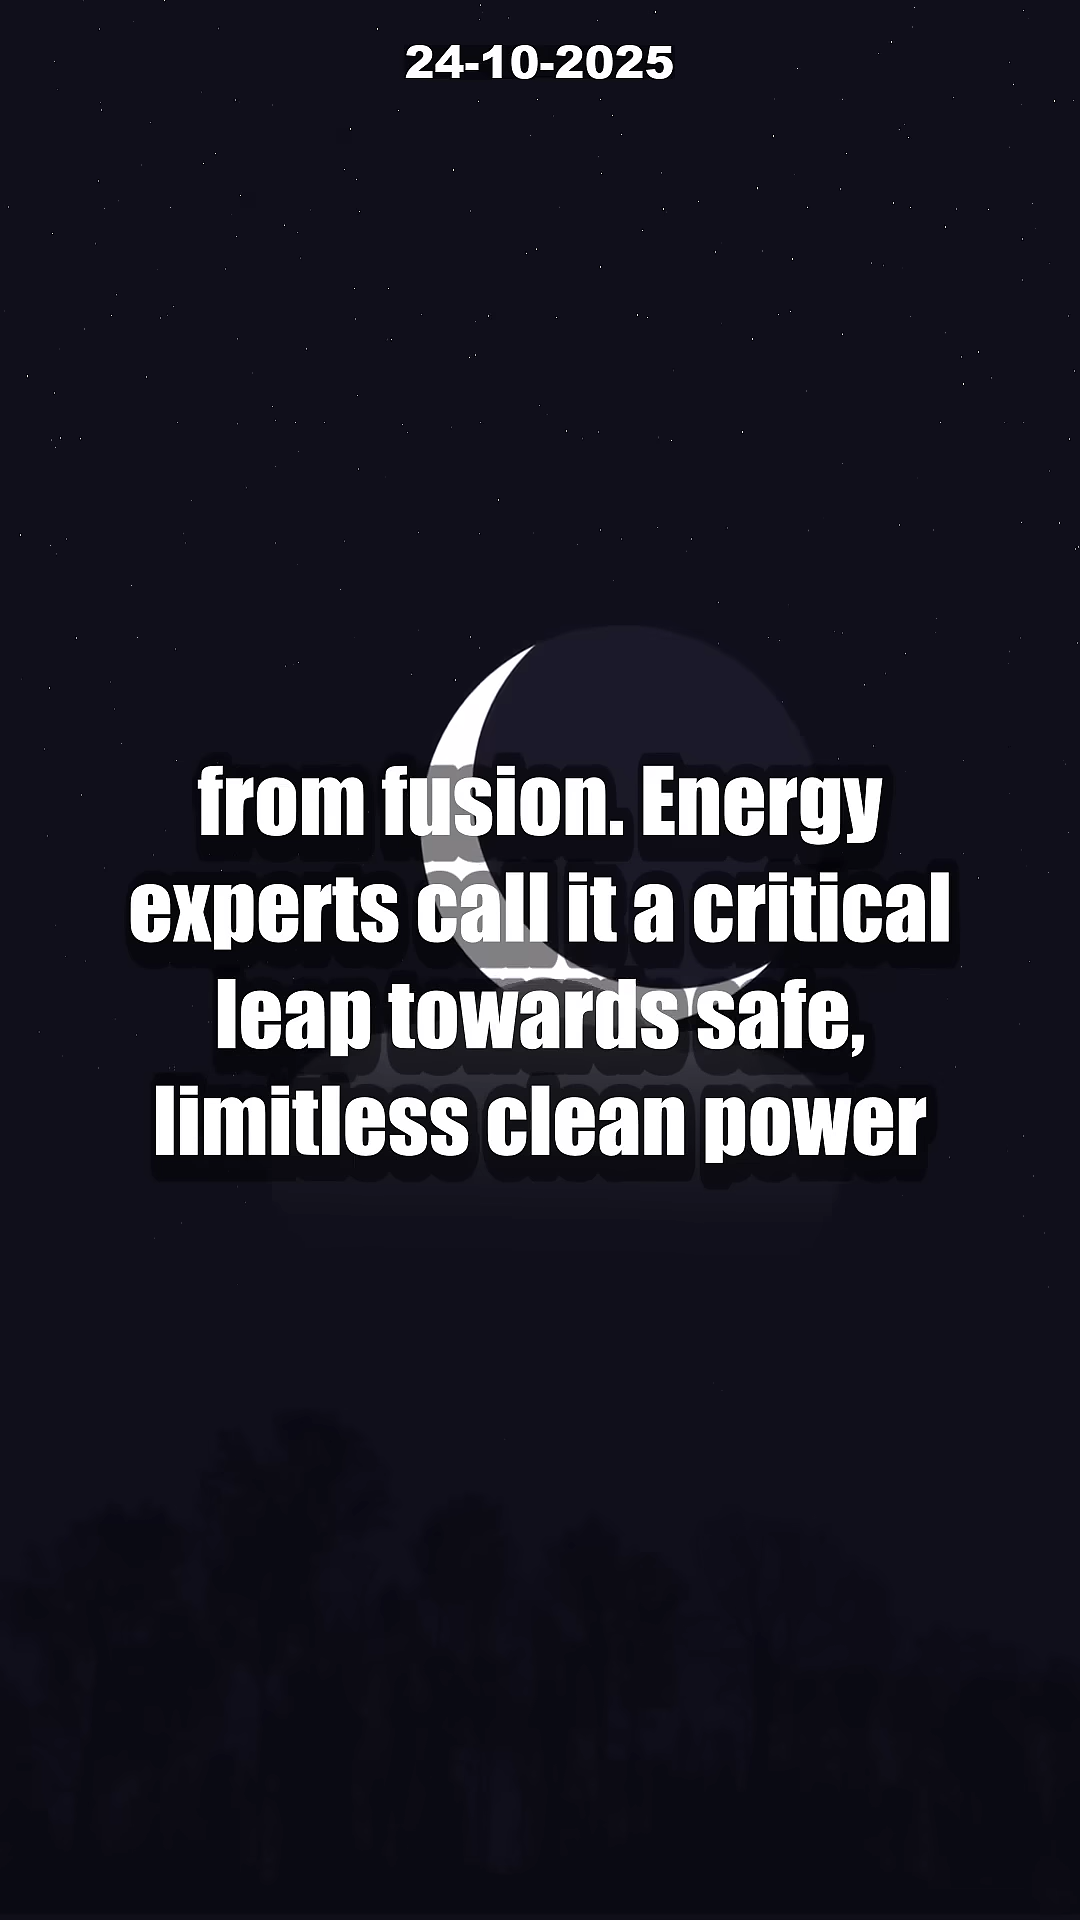 24-10-2025
from fusion. Energy
experts call it a critical
leap towards safe,
limitless clean power